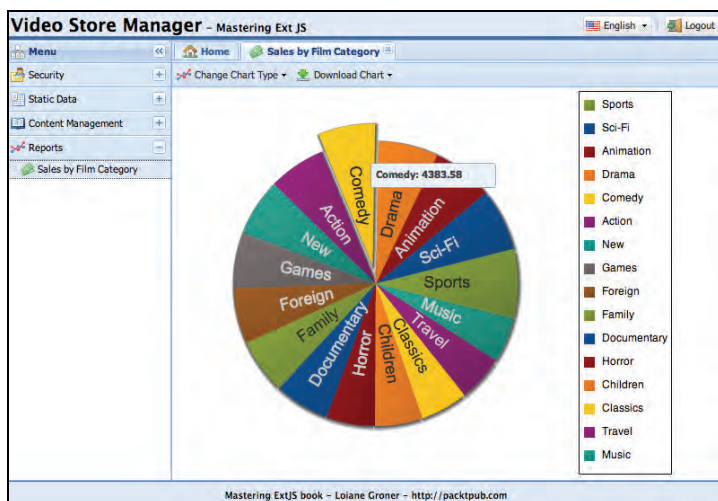 Video Store Manager – Mastering Ext JS
English
Logout
Menu
Home
Sales by Film Category
Security
Change Chart Type
Download Chart
Static Data
Content Management
Reports
Sales by Film Category
Comedy
Comedy: 4383.58
Drama
Animation
Sci-Fi
Sports
Music
Travel
Classics
Children
Horror
Documentary
Family
Foreign
Games
New
Action
Sports
Sci-Fi
Animation
Drama
Comedy
Action
New
Games
Foreign
Family
Documentary
Horror
Children
Classics
Travel
Music
Mastering ExtJS book – Loiane Groner – http://packtpub.com